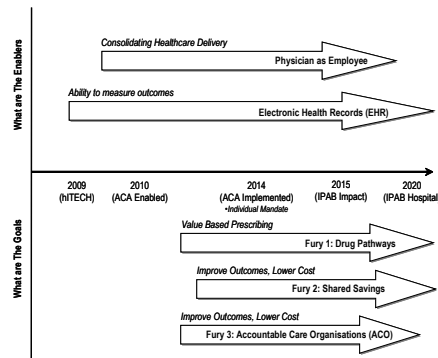 What are The Enablers
Consolidating Healthcare Delivery
Physician as Employee
Ability to measure outcomes
Electronic Health Records (EHR)
2009 2010 2014 2015 2020
(hITECH) (ACA Enabled) (ACA Implemented) (IPAB Impact) (IPAB Hospital
•Individual Mandate
What are The Goals
Value Based Prescribing
Fury 1: Drug Pathways
Improve Outcomes, Lower Cost
Fury 2: Shared Savings
Improve Outcomes, Lower Cost
Fury 3: Accountable Care Organisations (ACO)